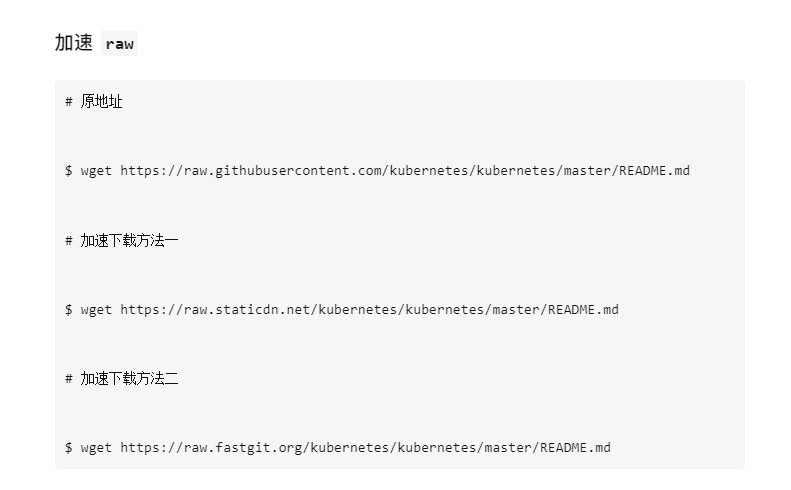 加速 raw
# 原地址
$ wget https://raw.githubusercontent.com/kubernetes/kubernetes/master/README.md
# 加速下载方法一
$ wget https://raw.staticdn.net/kubernetes/kubernetes/master/README.md
# 加速下载方法二
$ wget https://raw.fastgit.org/kubernetes/kubernetes/master/README.md